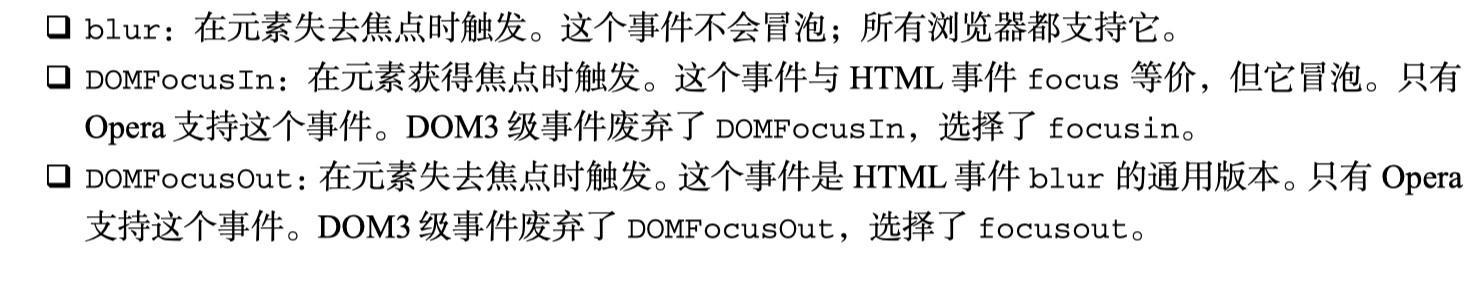 ❑ blur：在元素失去焦点时触发。这个事件不会冒泡；所有浏览器都支持它。
❑ DOMFocusIn：在元素获得焦点时触发。这个事件与 HTML 事件 focus 等价，但它冒泡。只有
Opera 支持这个事件。DOM3 级事件废弃了 DOMFocusIn，选择了 focusin。
❑ DOMFocusOut：在元素失去焦点时触发。这个事件是 HTML 事件 blur 的通用版本。只有 Opera
支持这个事件。DOM3 级事件废弃了 DOMFocusOut，选择了 focusout。